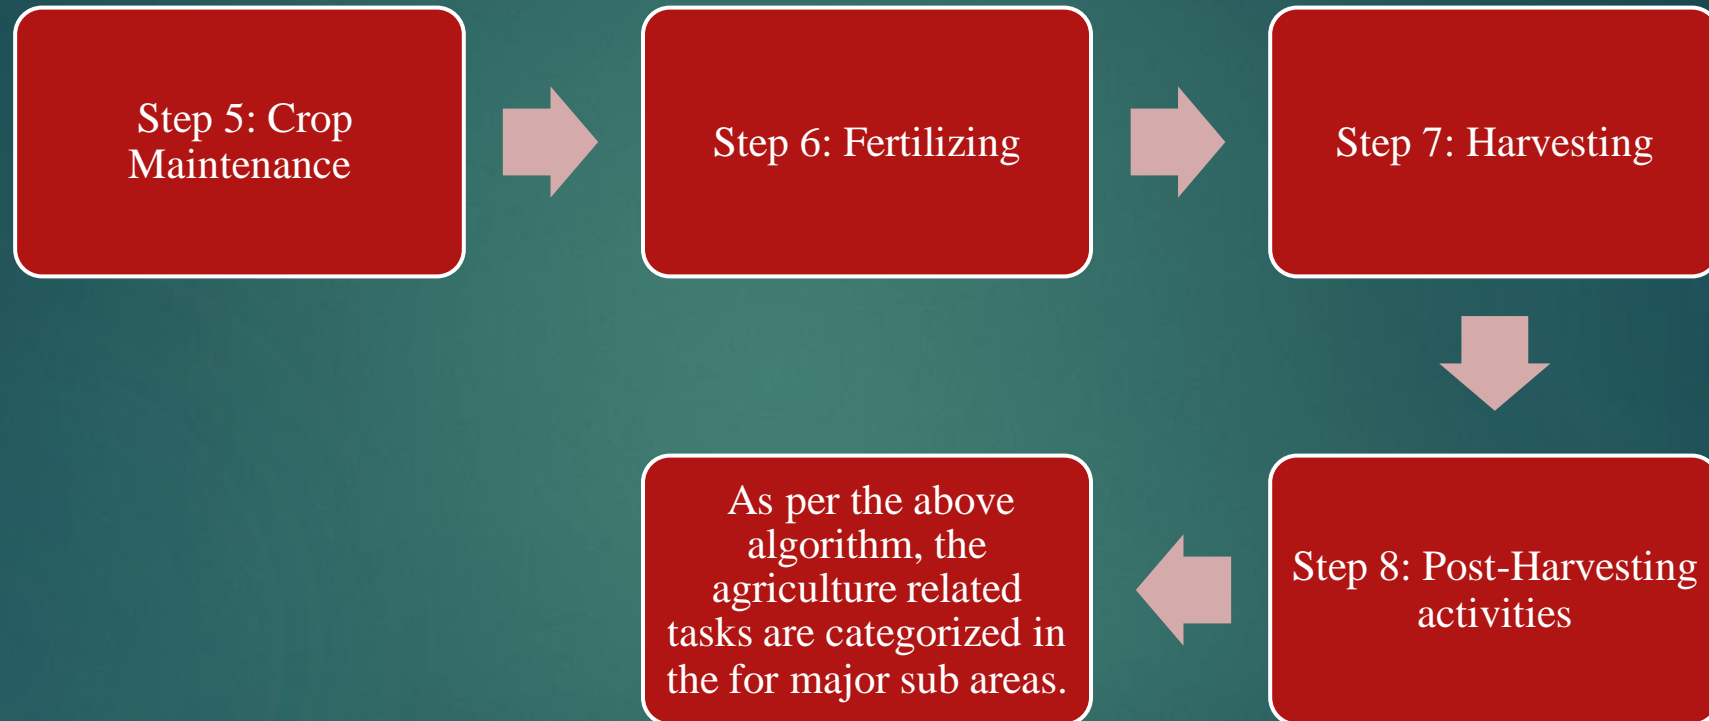 Step 5: Crop
Maintenance
Step 6: Fertilizing
Step 7: Harvesting
Step 8: Post-Harvesting
activities
As per the above
algorithm, the
agriculture related
tasks are categorized in
the for major sub areas.